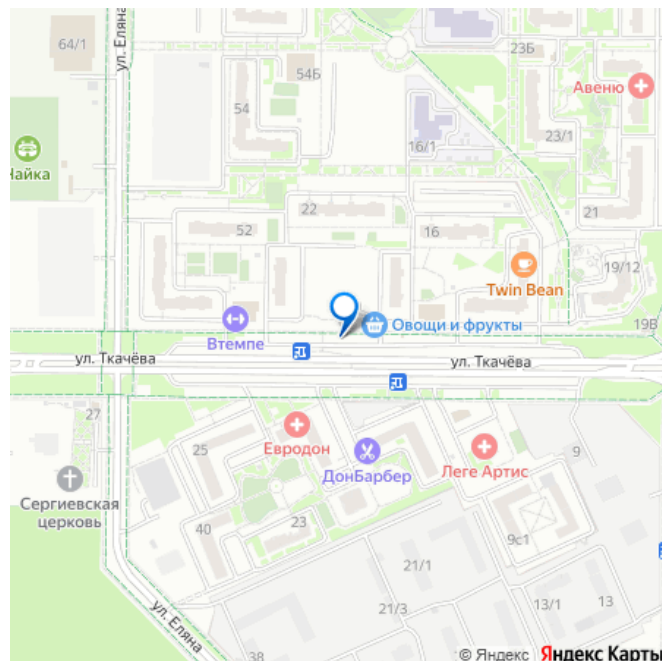 64/1
ул. Еляна
54Б
23Б
Авеню
54
23/1
16/1
Чайка
22
21
52
16
19/12
Twin Bean
Овощи и фрукты
19В
Втемпе
ул. Ткачёва
ул. Ткачёва
27
25
Евродон
ДонБарбер
Леге Артис
9
Сергиевская
церковь
40
23
9с1
21/1
21/3
13/1
13
ул. Еляна
38
© Яндекс Яндекс Карты